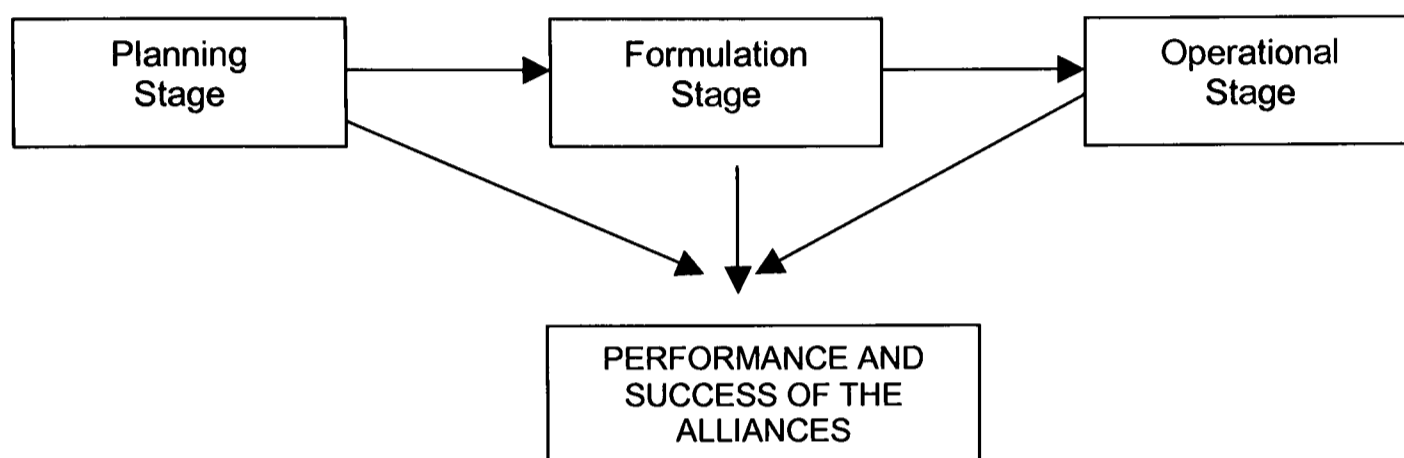 Planning
Stage
Formulation
Stage
Operational
Stage
PERFORMANCE AND
SUCCESS OF THE
ALLIANCES